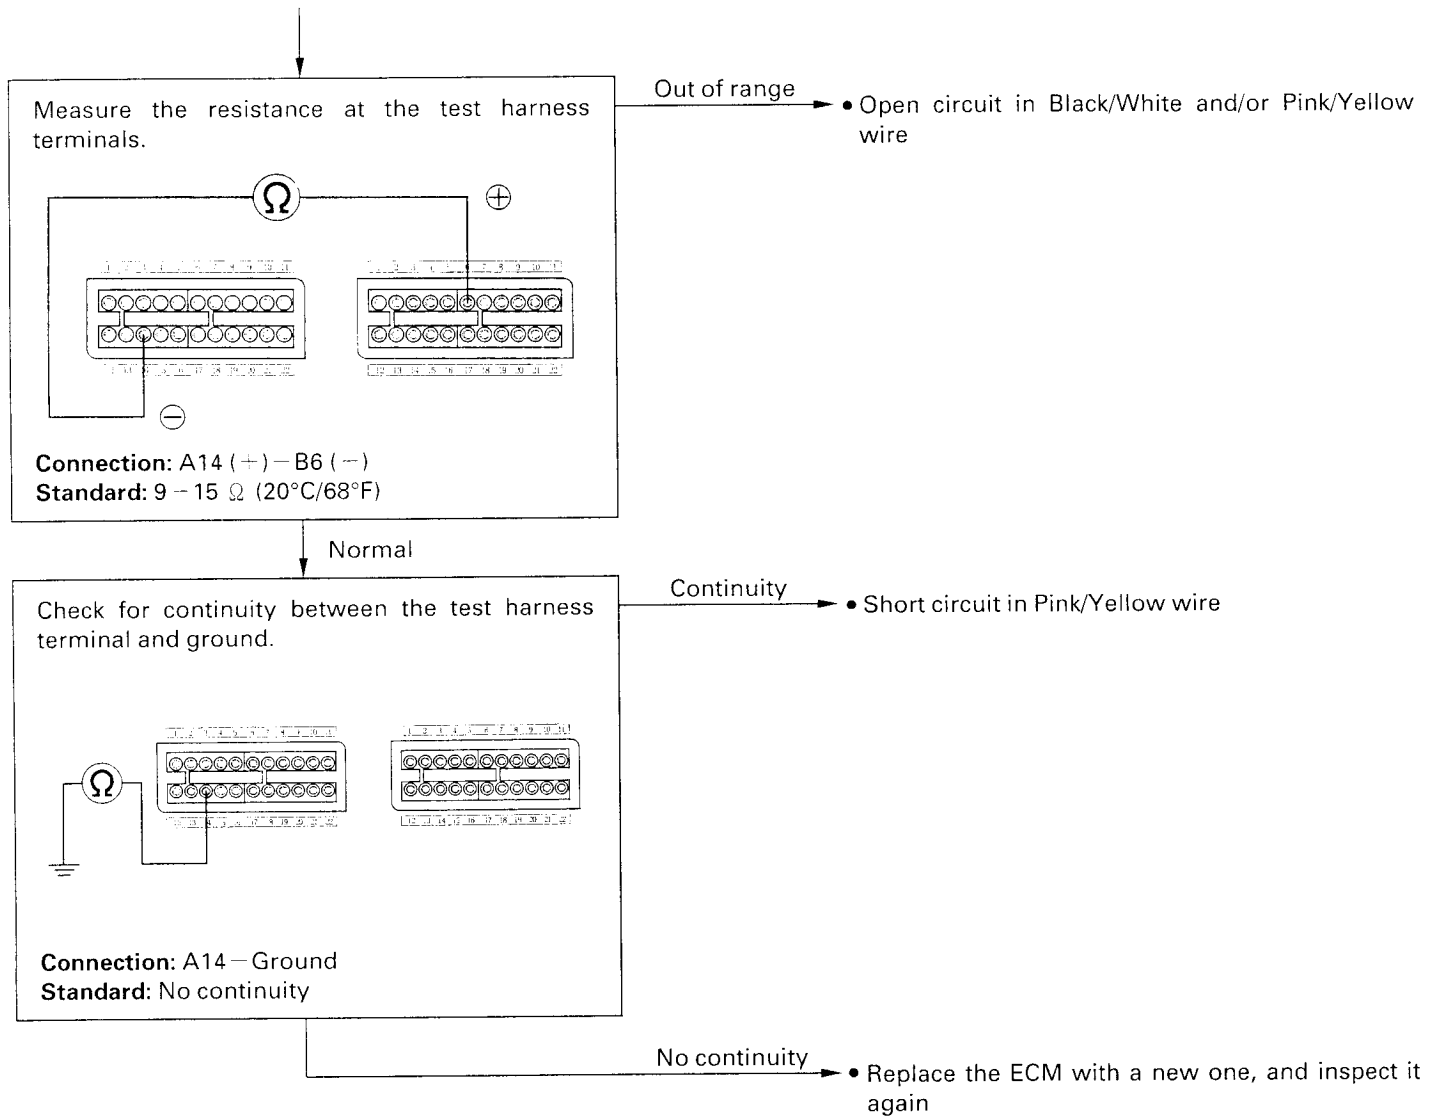 Measure the resistance at the test harness
terminals.
Out of range
• Open circuit in Black/White and/or Pink/Yellow
wire
Ω
+
−
Connection: A14 (+) − B6 (−)
Standard: 9 − 15 Ω (20°C/68°F)
Normal
Check for continuity between the test harness
terminal and ground.
Continuity
• Short circuit in Pink/Yellow wire
Ω
Connection: A14 − Ground
Standard: No continuity
No continuity
• Replace the ECM with a new one, and inspect it
again